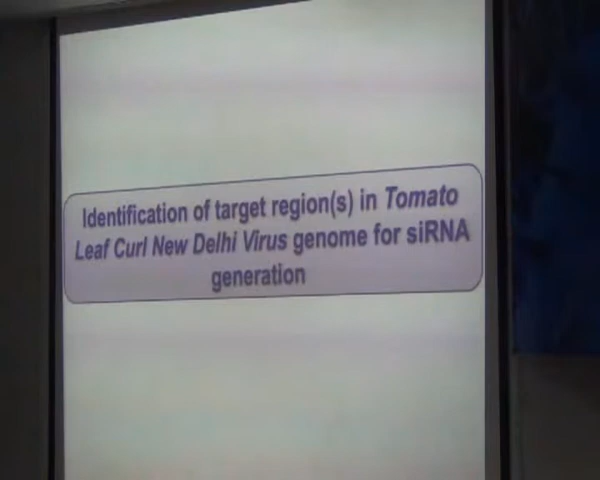 Identification of target region(s) in Tomato
Leaf Curl New Delhi Virus genome for siRNA
generation